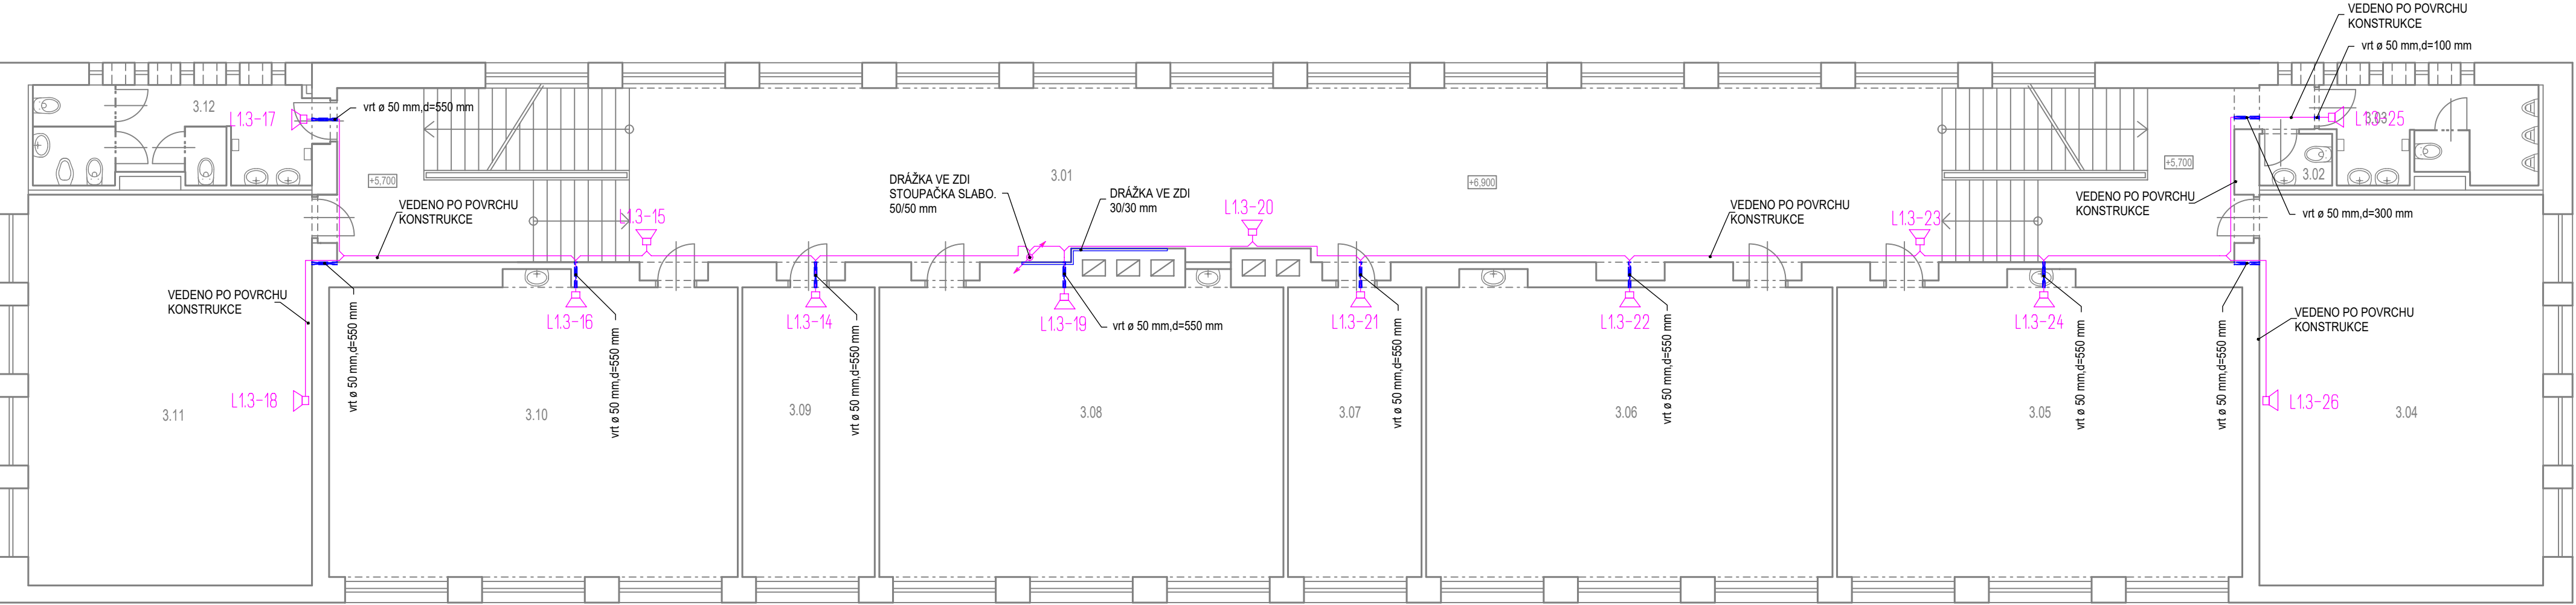 VEDENO PO POVRCHU
KONSTRUKCE
vrt ø 50 mm,d=100 mm
3.12
L1.3-17
vrt ø 50 mm,d=550 mm
3.01
+5,700
+6,900
+5,700
L1.3-25
3.02
DRÁŽKA VE ZDI
STOUPAČKA SLABO.
50/50 mm
DRÁŽKA VE ZDI
30/30 mm
VEDENO PO POVRCHU
KONSTRUKCE
L1.3-15
L1.3-20
VEDENO PO POVRCHU
KONSTRUKCE
L1.3-23
VEDENO PO POVRCHU
KONSTRUKCE
vrt ø 50 mm,d=300 mm
VEDENO PO POVRCHU
KONSTRUKCE
vrt ø 50 mm,d=550 mm
L1.3-16
vrt ø 50 mm,d=550 mm
L1.3-14
vrt ø 50 mm,d=550 mm
L1.3-19
vrt ø 50 mm,d=550 mm
L1.3-21
vrt ø 50 mm,d=550 mm
L1.3-22
vrt ø 50 mm,d=550 mm
L1.3-24
vrt ø 50 mm,d=550 mm
vrt ø 50 mm,d=550 mm
VEDENO PO POVRCHU
KONSTRUKCE
L1.3-18
L1.3-26
3.11
3.10
3.09
3.08
3.07
3.06
3.05
3.04